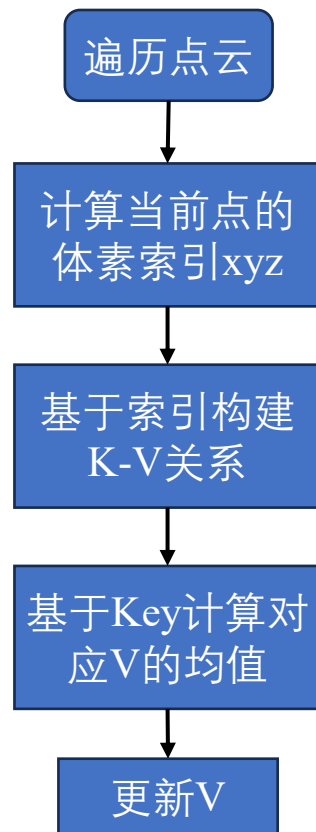 遍历点云
计算当前点的
体素索引xyz
基于索引构建
K-V关系
基于Key计算对
应V的均值
更新V